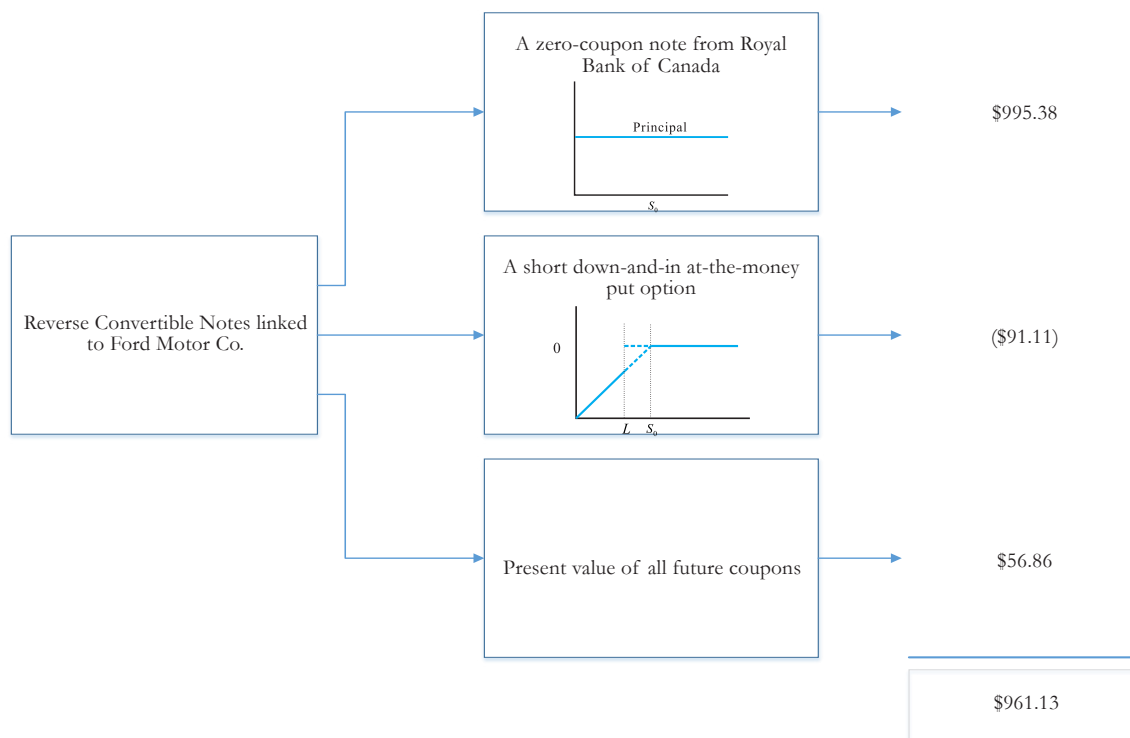 Reverse Convertible Notes linked
to Ford Motor Co.
A zero-coupon note from Royal
Bank of Canada
Principal
S₀
$995.38
A short down-and-in at-the-money
put option
0
L
S₀
($91.11)
Present value of all future coupons
$56.86
$961.13